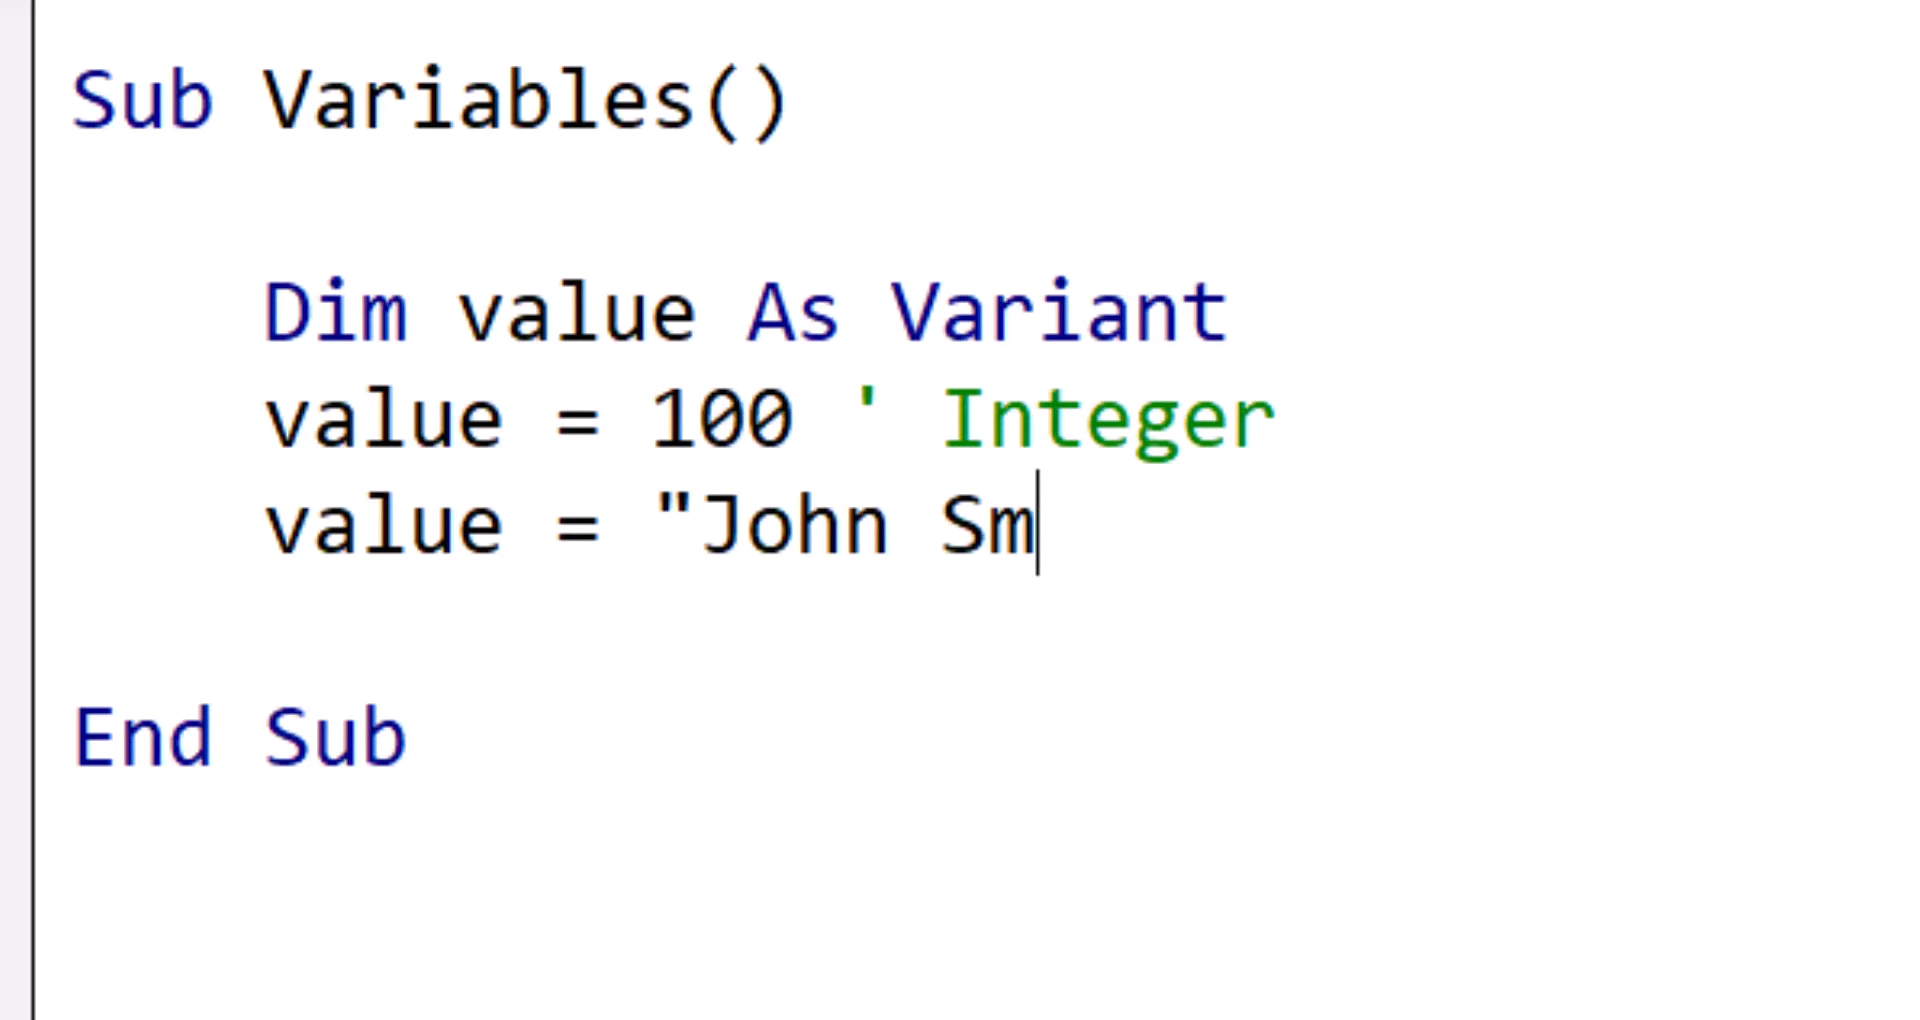 Sub Variables()
Dim value As Variant
value = 100 ' Integer
value = "John Sm
End Sub